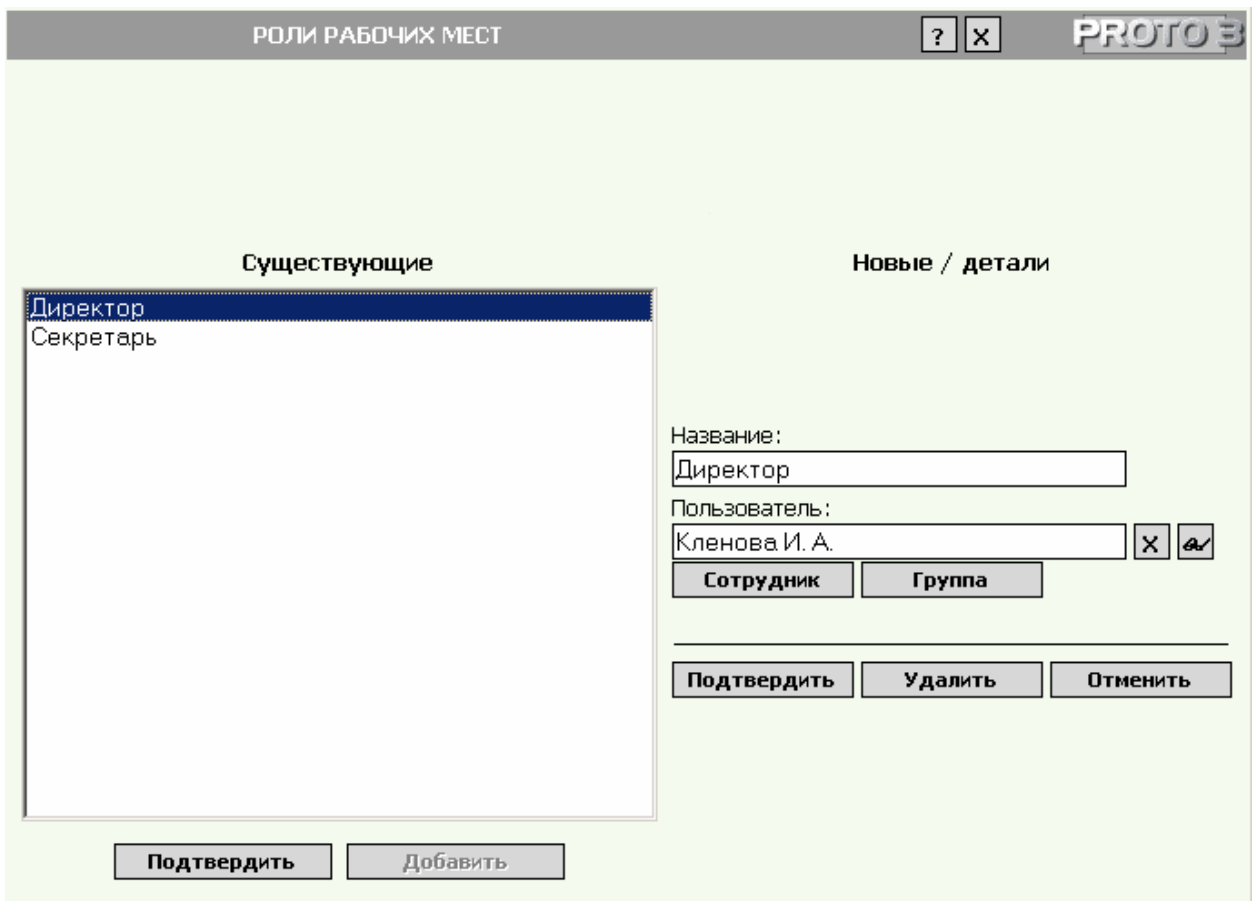 РОЛИ РАБОЧИХ МЕСТ ? X PROTO 3
Существующие
Новые / детали
Директор
Секретарь
Название:
Директор
Пользователь:
Кленова И. А. X
Сотрудник Группа
Подтвердить Удалить Отменить
Подтвердить Добавить